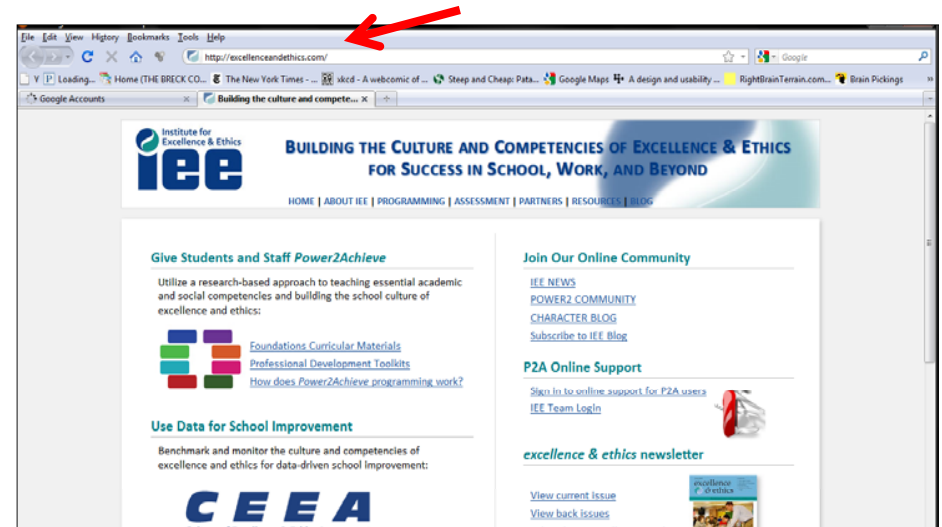 File Edit View History Bookmarks Tools Help
http://excellenceandethics.com/
Google
Y P Loading... Home (THE BRECK CO... The New York Times - ... xkcd - A webcomic of ... Steep and Cheap: Pata... Google Maps A design and usability ... RightBrainTerrain.com... Brain Pickings »
Google Accounts × Building the culture and compete... × +
Institute for
Excellence & Ethics
iee
BUILDING THE CULTURE AND COMPETENCIES OF EXCELLENCE & ETHICS
FOR SUCCESS IN SCHOOL, WORK, AND BEYOND
HOME | ABOUT IEE | PROGRAMMING | ASSESSMENT | PARTNERS | RESOURCES | BLOG
Give Students and Staff Power2Achieve
Utilize a research-based approach to teaching essential academic
and social competencies and building the school culture of
excellence and ethics:
Foundations Curricular Materials
Professional Development Toolkits
How does Power2Achieve programming work?
Use Data for School Improvement
Benchmark and monitor the culture and competencies of
excellence and ethics for data-driven school improvement:
CEEA
Join Our Online Community
IEE NEWS
POWER2 COMMUNITY
CHARACTER BLOG
Subscribe to IEE Blog
P2A Online Support
Sign in to online support for P2A users
IEE Team Login
excellence & ethics newsletter
View current issue
View back issues
excellence
& ethics